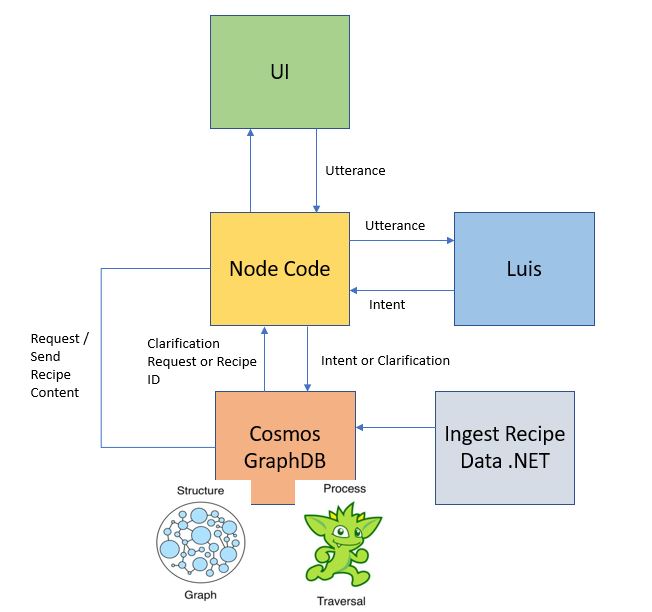 UI
Utterance
Node Code
Utterance
Luis
Intent
Request /
Send
Recipe
Content
Clarification
Request or Recipe
ID
Intent or Clarification
Cosmos
GraphDB
Ingest Recipe
Data .NET
Structure
Process
Graph
Traversal